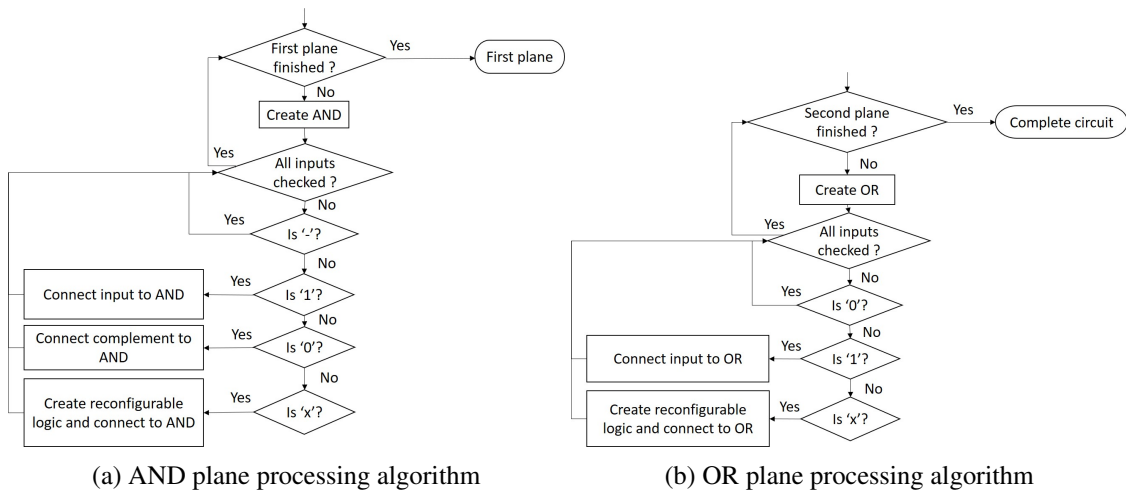 First plane
finished ?
Yes
First plane
No
Create AND
Yes
All inputs
checked ?
No
Yes
Is ‘-’?
No
Connect input to AND
Yes
Is ‘1’?
No
Connect complement to
AND
Yes
Is ‘0’?
No
Create reconfigurable
logic and connect to AND
Yes
Is ‘x’?
(a) AND plane processing algorithm
Second plane
finished ?
Yes
Complete circuit
No
Create OR
Yes
All inputs
checked ?
No
Yes
Is ‘0’?
No
Connect input to OR
Yes
Is ‘1’?
No
Create reconfigurable
logic and connect to OR
Yes
Is ‘x’?
(b) OR plane processing algorithm